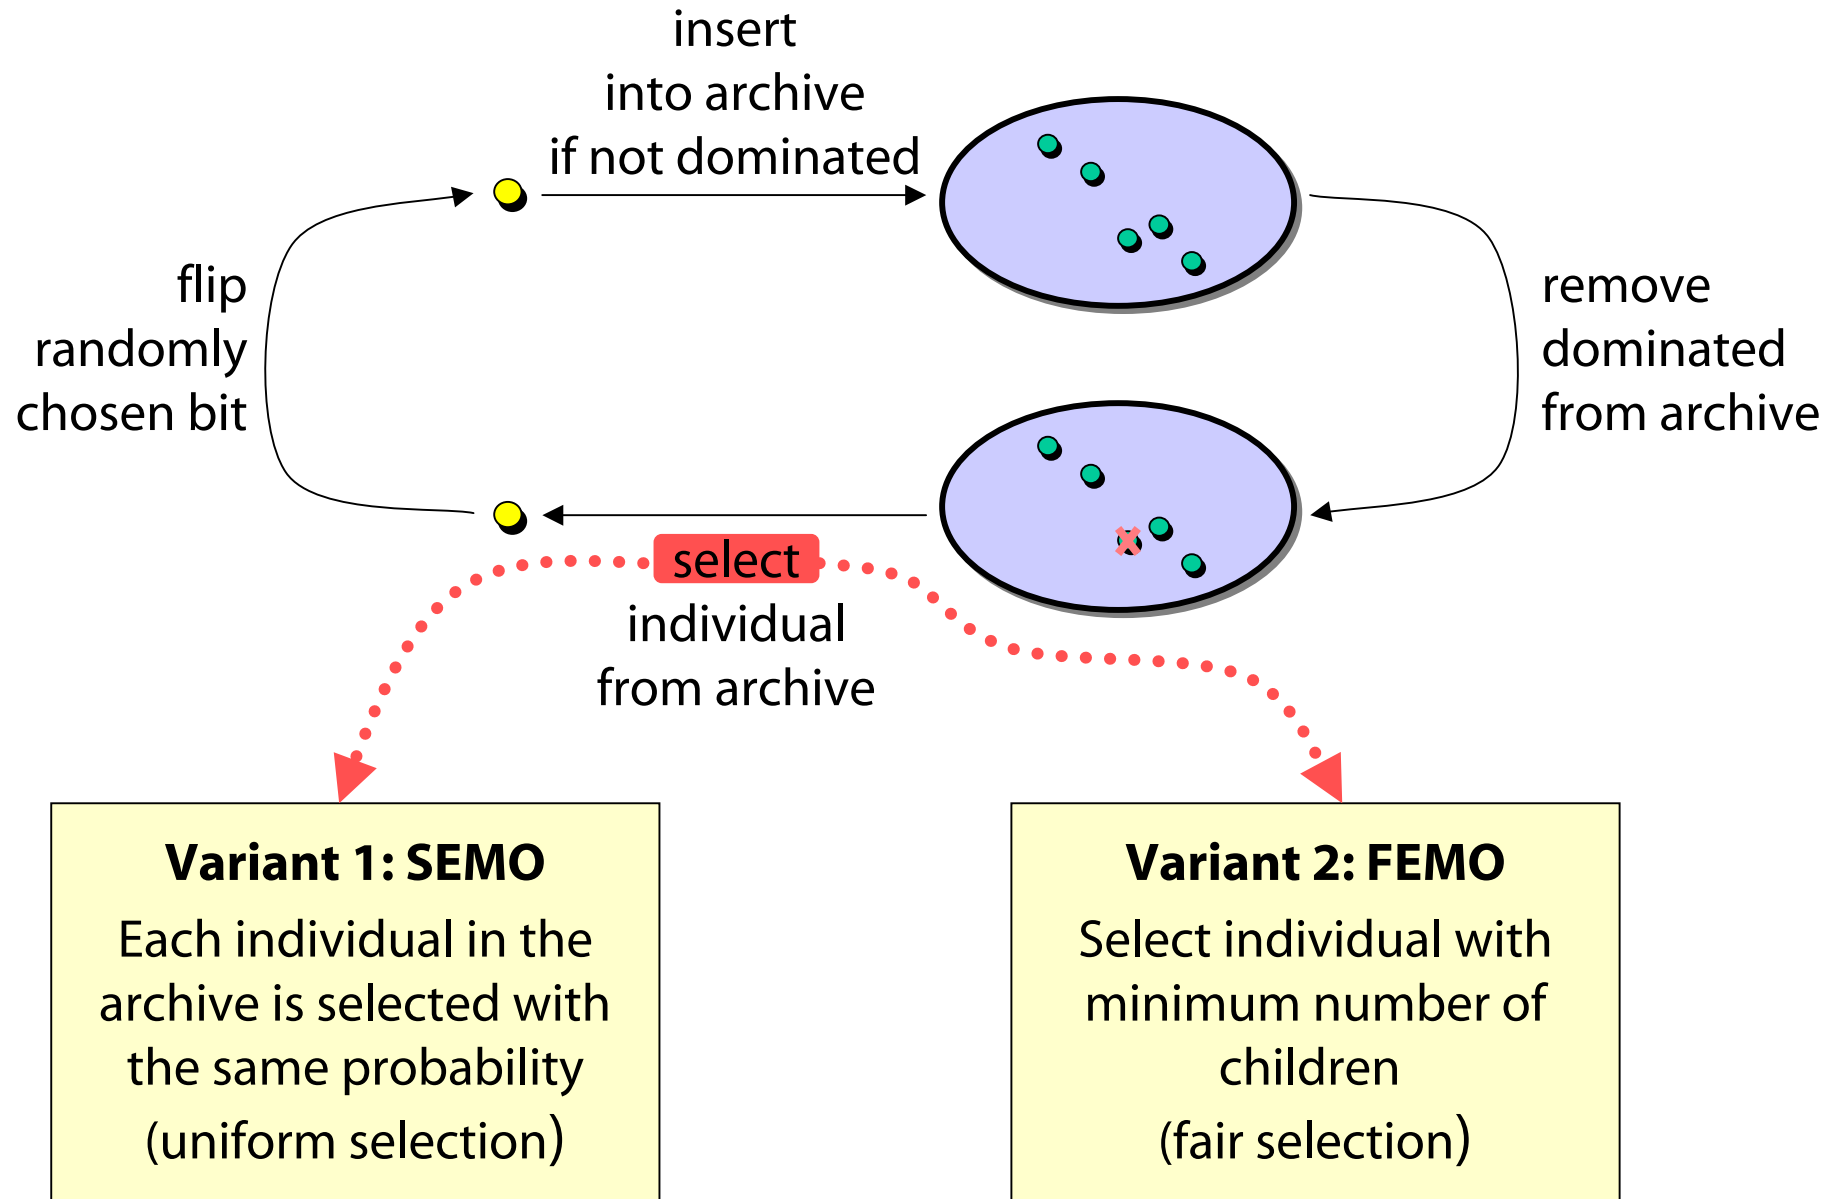 insert
into archive
if not dominated
flip
randomly
chosen bit
remove
dominated
from archive
select
individual
from archive
Variant 1: SEMO
Each individual in the
archive is selected with
the same probability
(uniform selection)
Variant 2: FEMO
Select individual with
minimum number of
children
(fair selection)